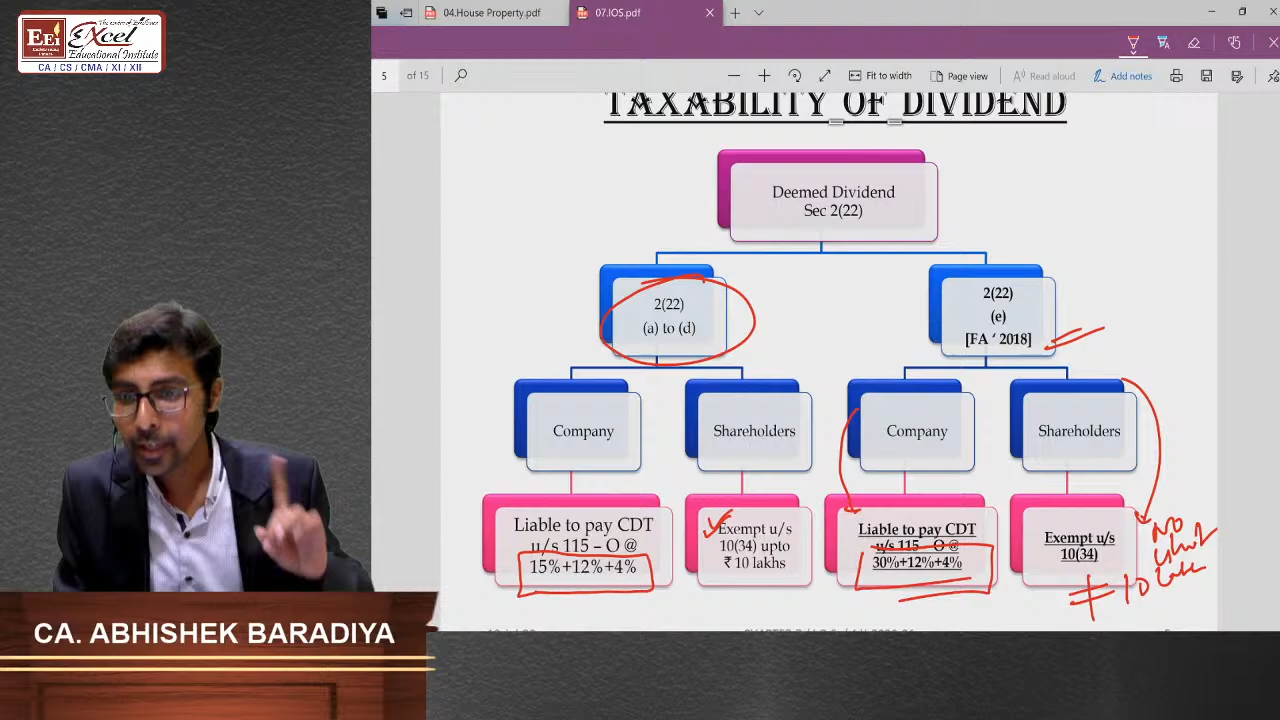 The centre of Excellence
EEi
EXcel
Educational Institute
CA / CS / CMA / XI / XII
04.House Property.pdf
07.IOS.pdf
5 of 15
Fit to width
Page view
Read aloud
Add notes
TAXABILITY OF DIVIDEND
Deemed Dividend
Sec 2(22)
2(22)
(a) to (d)
2(22)
(e)
[FA ‘ 2018]
Company
Shareholders
Company
Shareholders
Liable to pay CDT
u/s 115 – O @
15%+12%+4%
Exempt u/s
10(34) upto
₹ 10 lakhs
Liable to pay CDT
u/s 115 – O @
30%+12%+4%
Exempt u/s
10(34)
NO
≠ 10
CA. ABHISHEK BARADIYA